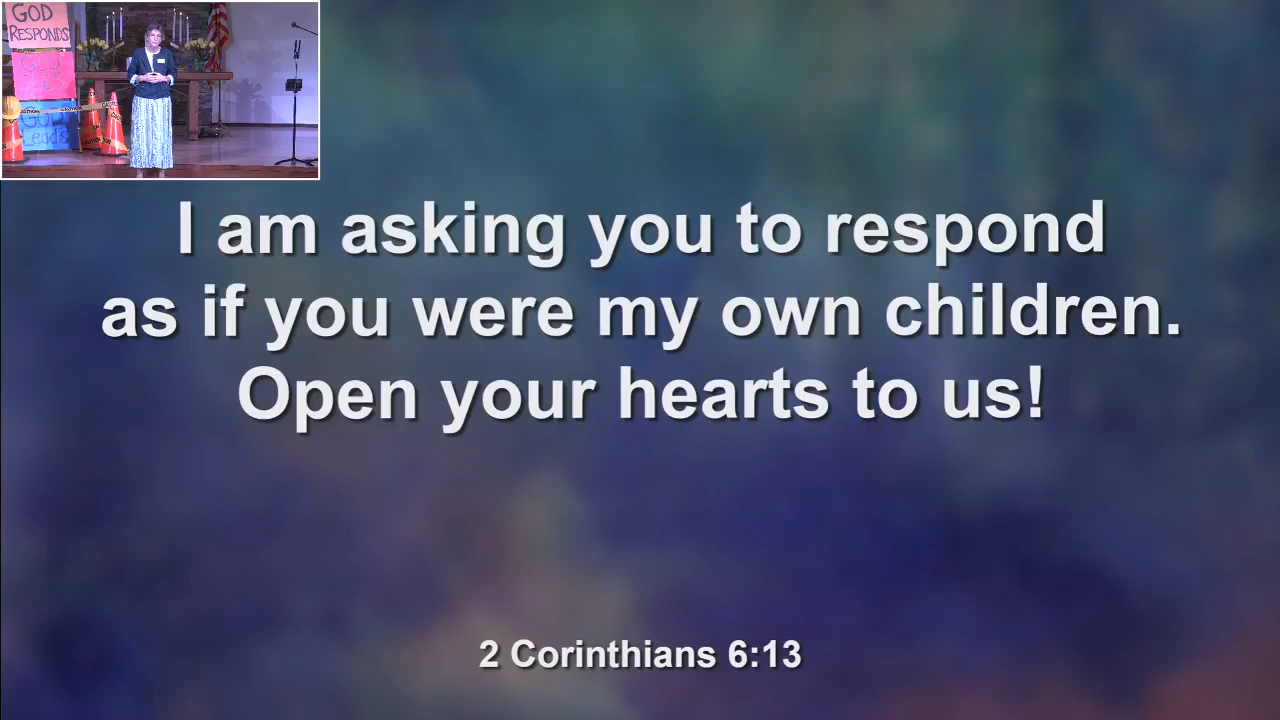 GOD
RESPONDS
GOD
Leads
I am asking you to respond
as if you were my own children.
Open your hearts to us!
2 Corinthians 6:13